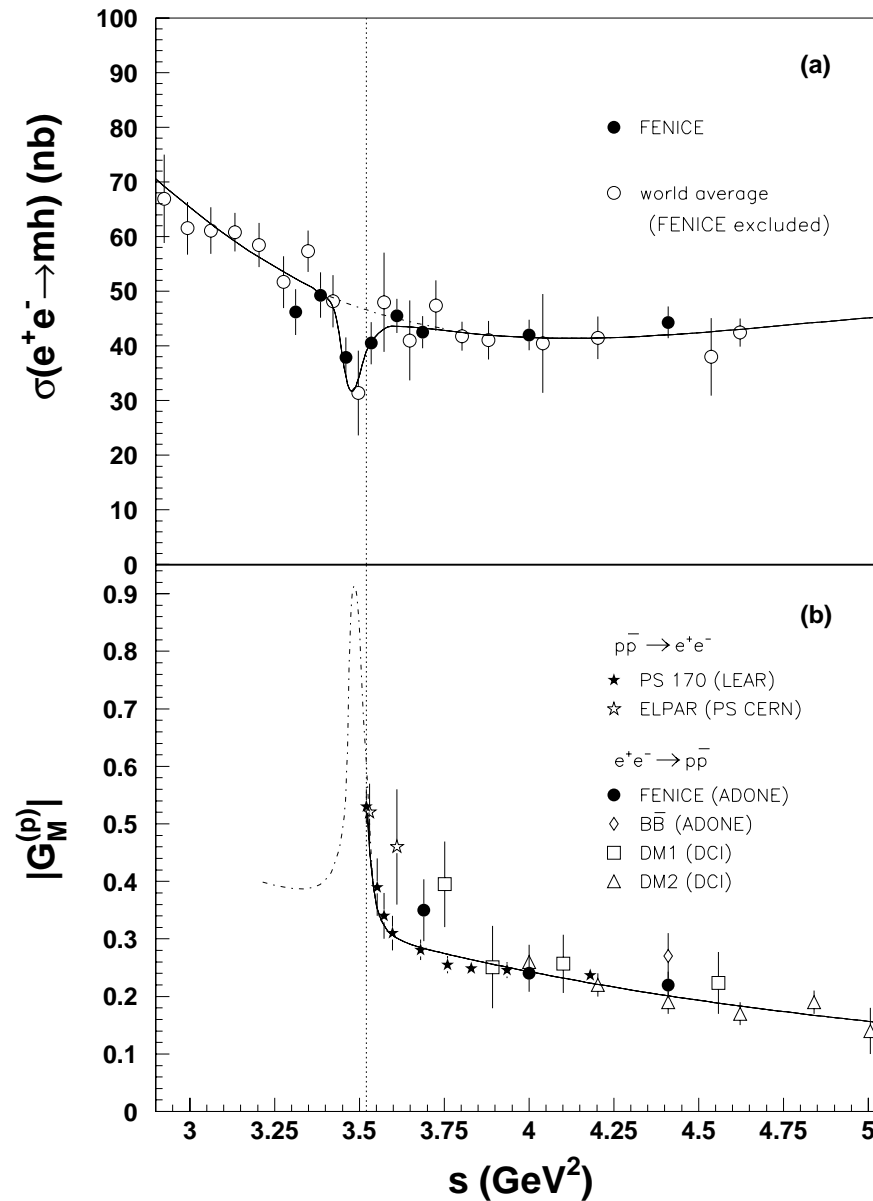 100
90
80
70
60
50
40
30
20
10
0
σ(e⁺e⁻→mh) (nb)
(a)
FENICE
world average
(FENICE excluded)
0.9
0.8
0.7
0.6
0.5
0.4
0.3
0.2
0.1
0
|G_M^(p)|
(b)
pp̅ → e⁺e⁻
PS 170 (LEAR)
ELPAR (PS CERN)
e⁺e⁻ → pp̅
FENICE (ADONE)
BB̅ (ADONE)
DM1 (DCI)
DM2 (DCI)
3 3.25 3.5 3.75 4 4.25 4.5 4.75 5
s (GeV²)